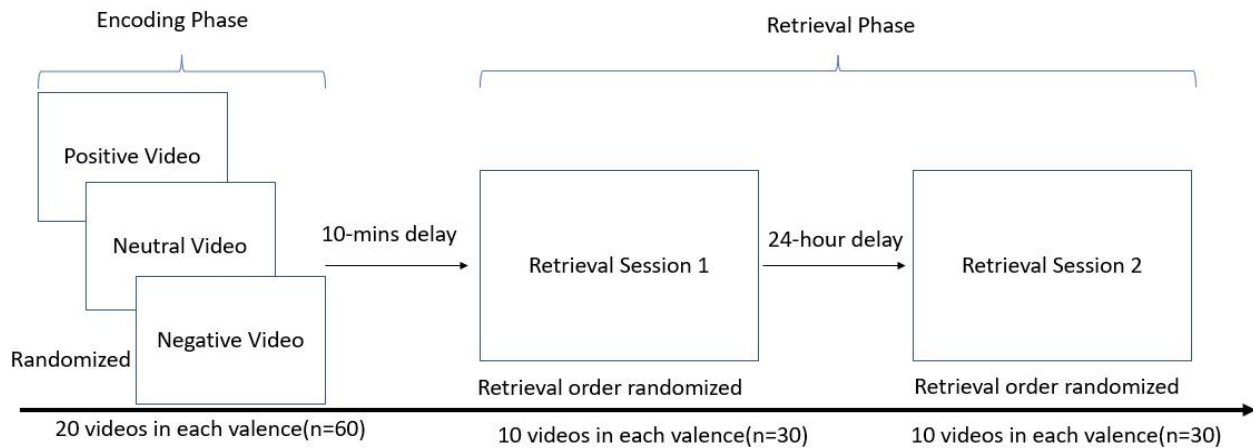 Encoding Phase
Retrieval Phase
Positive Video
Neutral Video
Negative Video
Randomized
10-mins delay
Retrieval Session 1
24-hour delay
Retrieval Session 2
Retrieval order randomized
Retrieval order randomized
20 videos in each valence(n=60)
10 videos in each valence(n=30)
10 videos in each valence(n=30)